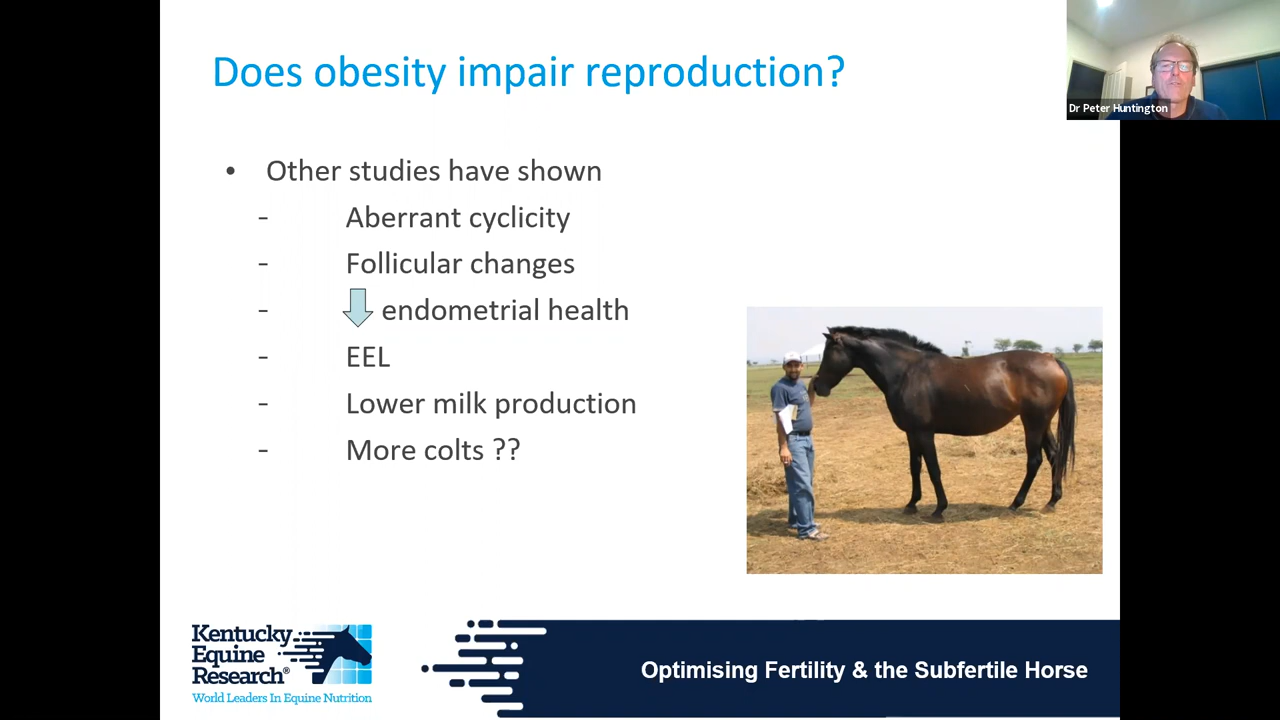 Does obesity impair reproduction?
Dr Peter Huntington
• Other studies have shown
- Aberrant cyclicity
- Follicular changes
- endometrial health
- EEL
- Lower milk production
- More colts ??
Kentucky
Equine
Research®
World Leaders In Equine Nutrition
Optimising Fertility & the Subfertile Horse